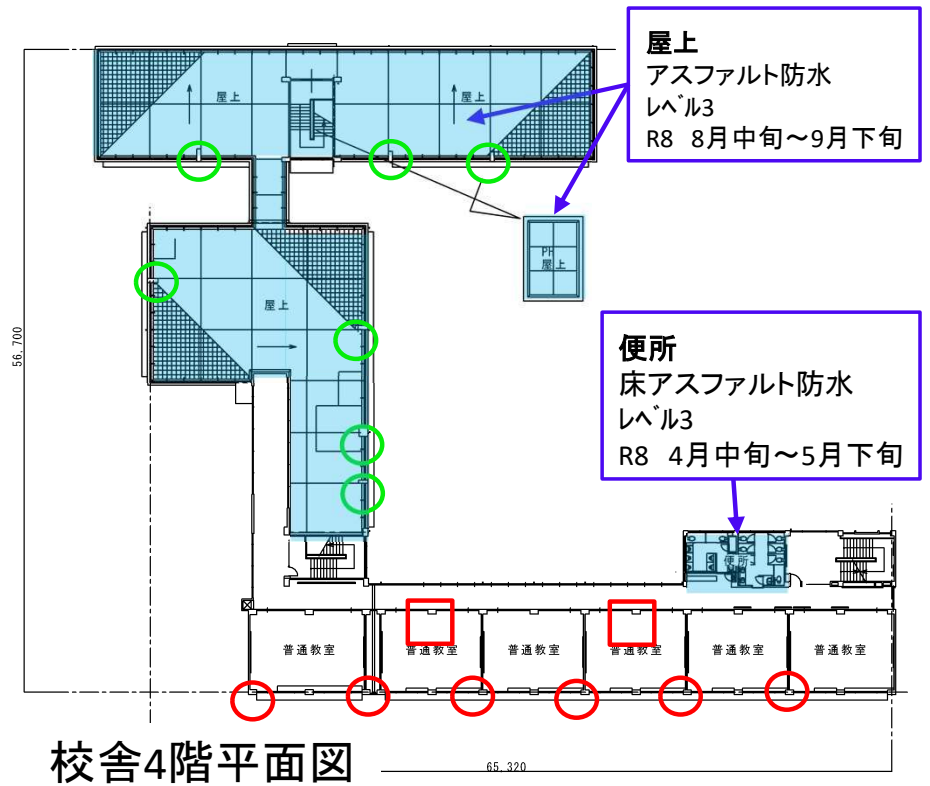 屋上
アスファルト防水
レベル3
R8 8月中旬～9月下旬
屋上
屋上
PH
屋上
屋上
56,700
便所
床アスファルト防水
レベル3
R8 4月中旬～5月下旬
便所
普通教室
普通教室
普通教室
普通教室
普通教室
普通教室
校舎4階平面図
65,320